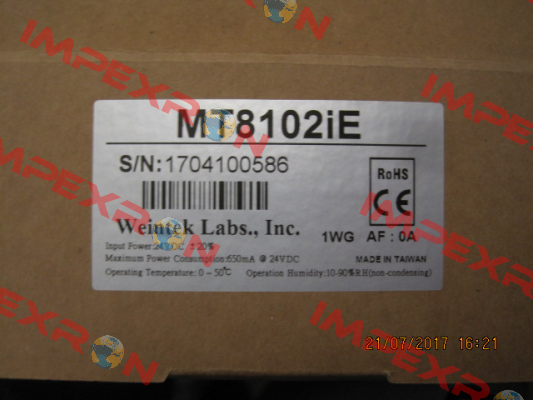 MT8102iE
S/N:1704100586
RoHS
CE
Weintek Labs., Inc.
1WG AF : 0A
Input Power:24VDC ± 20%
Maximum Power Consumption:650mA @ 24VDC
MADE IN TAIWAN
Operating Temperature: 0 ~ 50℃ Operation Humidity:10-90%RH(non-condensing)
21/07/2017 16:21
IMPEXRON
IMPEXRON
IMPEXRON
IMPEXRON